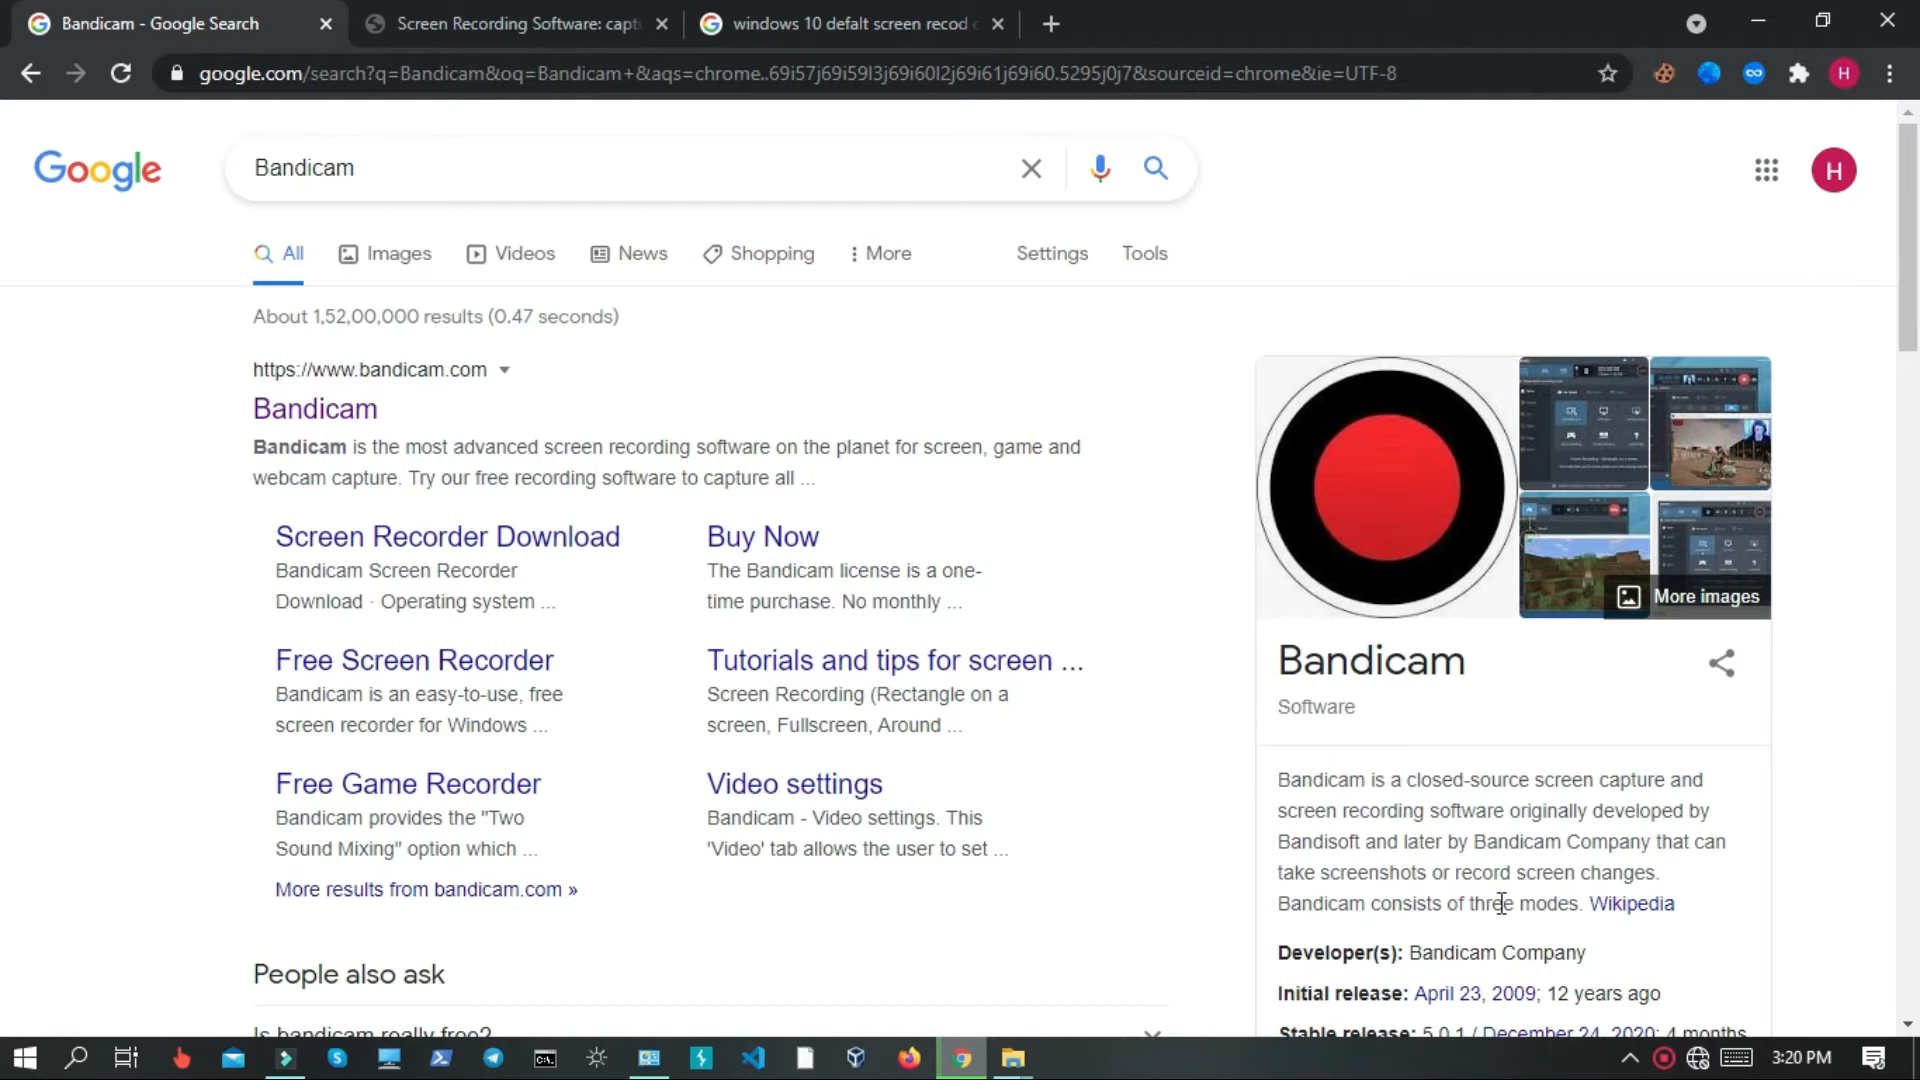 Bandicam - Google Search
Screen Recording Software: capt
windows 10 defalt screen recod
google.com/search?q=Bandicam&oq=Bandicam+&aqs=chrome..69i57j69i59l3j69i60l2j69i61j69i60.5295j0j7&sourceid=chrome&ie=UTF-8
H
Google
Bandicam
H
All
Images
Videos
News
Shopping
More
Settings
Tools
About 1,52,00,000 results (0.47 seconds)
https://www.bandicam.com
Bandicam
Bandicam is the most advanced screen recording software on the planet for screen, game and
webcam capture. Try our free recording software to capture all ...
Screen Recorder Download
Bandicam Screen Recorder
Download · Operating system ...
Buy Now
The Bandicam license is a one-
time purchase. No monthly ...
Free Screen Recorder
Bandicam is an easy-to-use, free
screen recorder for Windows ...
Tutorials and tips for screen ...
Screen Recording (Rectangle on a
screen, Fullscreen, Around ...
Free Game Recorder
Bandicam provides the "Two
Sound Mixing" option which ...
Video settings
Bandicam - Video settings. This
'Video' tab allows the user to set ...
More results from bandicam.com »
People also ask
Is bandicam really free?
More images
Bandicam
Software
Bandicam is a closed-source screen capture and
screen recording software originally developed by
Bandisoft and later by Bandicam Company that can
take screenshots or record screen changes.
Bandicam consists of three modes. Wikipedia
Developer(s): Bandicam Company
Initial release: April 23, 2009; 12 years ago
Stable release: 5.0.1 / December 24, 2020; 4 months
3:20 PM